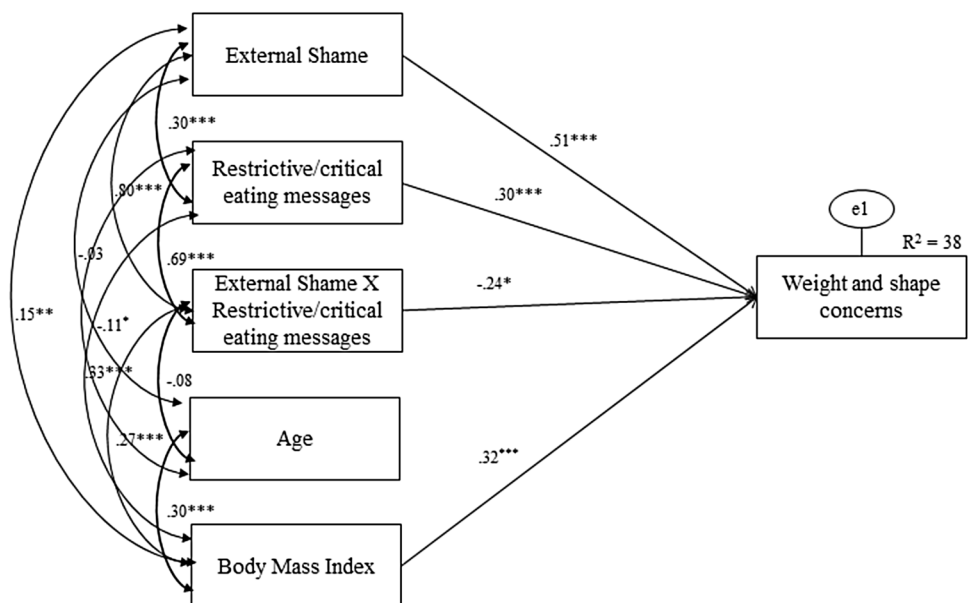 External Shame
.30***
.51***
Restrictive/critical
eating messages
.30***
.80***
e1
R² = 38
-.03
.69***
External Shame X
Restrictive/critical
eating messages
-.24*
Weight and shape
concerns
.15**
-.11*
.33***
-.08
Age
.27***
.32***
.30***
Body Mass Index